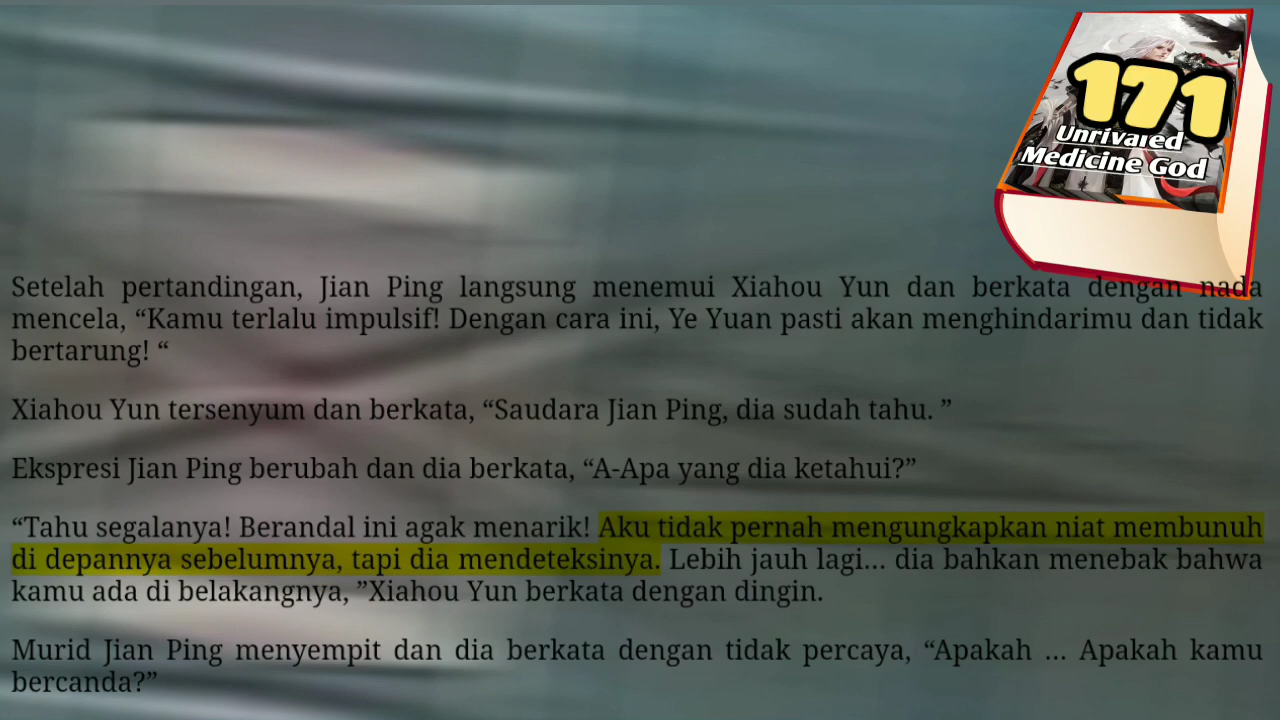 171
Unrivaled
Medicine God
Setelah pertandingan, Jian Ping langsung menemui Xiahou Yun dan berkata dengan nada
mencela, “Kamu terlalu impulsif! Dengan cara ini, Ye Yuan pasti akan menghindarimu dan tidak
bertarung! “
Xiahou Yun tersenyum dan berkata, “Saudara Jian Ping, dia sudah tahu. ”
Ekspresi Jian Ping berubah dan dia berkata, “A-Apa yang dia ketahui?”
“Tahu segalanya! Berandal ini agak menarik! Aku tidak pernah mengungkapkan niat membunuh
di depannya sebelumnya, tapi dia mendeteksinya. Lebih jauh lagi... dia bahkan menebak bahwa
kamu ada di belakangnya, ”Xiahou Yun berkata dengan dingin.
Murid Jian Ping menyempit dan dia berkata dengan tidak percaya, “Apakah ... Apakah kamu
bercanda?”